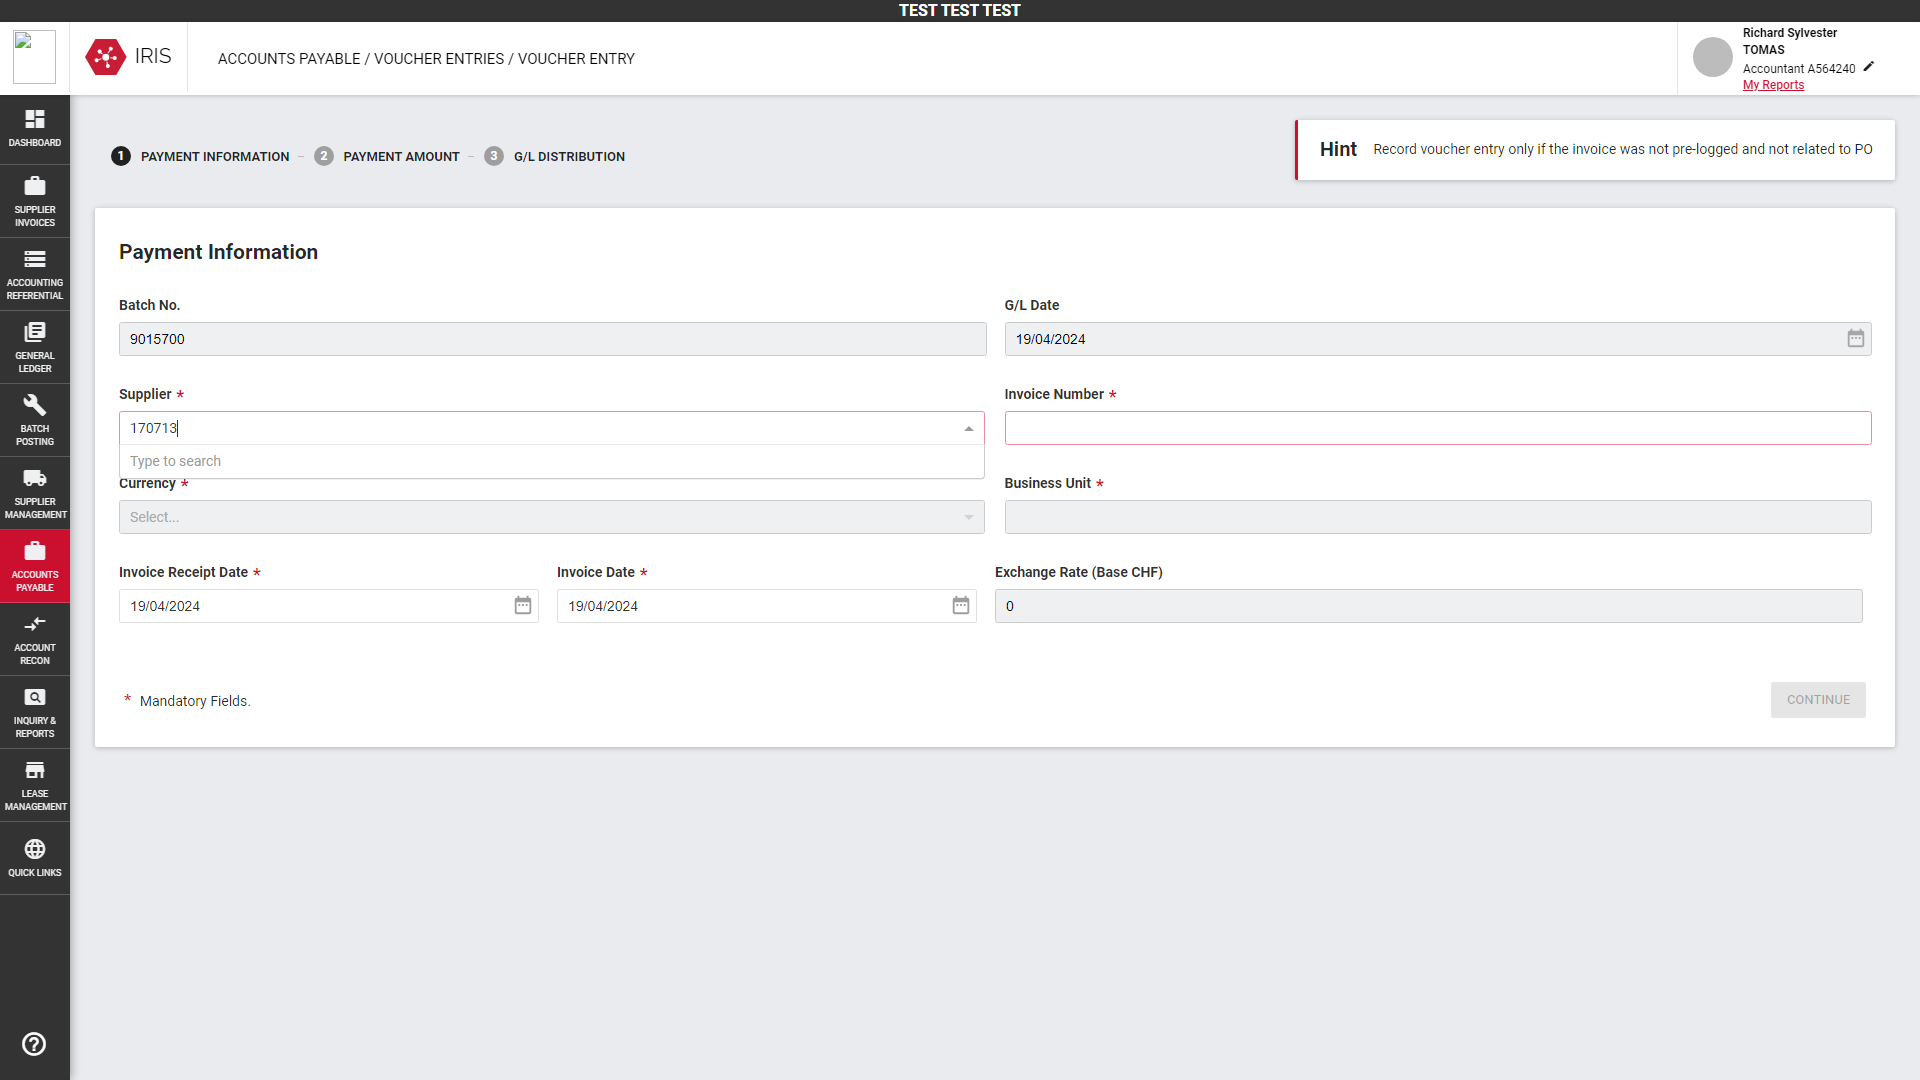 TEST TEST TEST
IRIS
ACCOUNTS PAYABLE / VOUCHER ENTRIES / VOUCHER ENTRY
Richard Sylvester
TOMAS
Accountant A564240
My Reports
DASHBOARD
SUPPLIER
INVOICES
ACCOUNTING
REFERENTIAL
GENERAL
LEDGER
BATCH
POSTING
SUPPLIER
MANAGEMENT
ACCOUNTS
PAYABLE
ACCOUNT
RECON
INQUIRY &
REPORTS
LEASE
MANAGEMENT
QUICK LINKS
1 PAYMENT INFORMATION – 2 PAYMENT AMOUNT – 3 G/L DISTRIBUTION
Hint Record voucher entry only if the invoice was not pre-logged and not related to PO
Payment Information
Batch No. G/L Date
9015700 19/04/2024
Supplier * Invoice Number *
170713
Type to search
Currency * Business Unit *
Select...
Invoice Receipt Date * Invoice Date * Exchange Rate (Base CHF)
19/04/2024 19/04/2024 0
* Mandatory Fields. CONTINUE